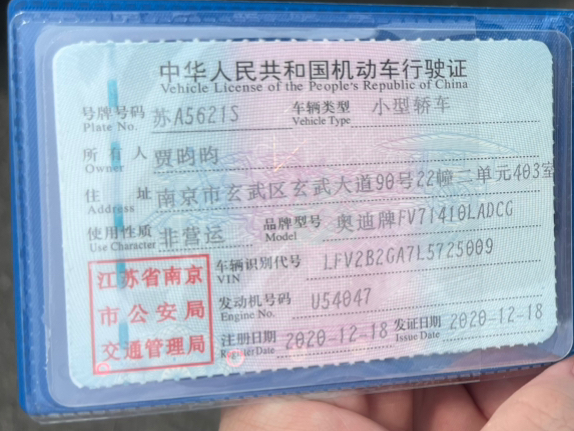 中华人民共和国机动车行驶证
Vehicle License of the People's Republic of China
号牌号码 苏A5621S 车辆类型 小型轿车
Plate No. Vehicle Type
所有人 贾昀昀
Owner
住址 南京市玄武区玄武大道90号22幢二单元403室
Address
使用性质 非营运 品牌型号 奥迪牌FV71410LADCG
Use Character Model
江苏省南京市公安局交通管理局
车辆识别代号 LFV2B2GA7L5725009
VIN
发动机号码 U54047
Engine No.
注册日期 2020-12-18 发证日期 2020-12-18
Register Date Issue Date